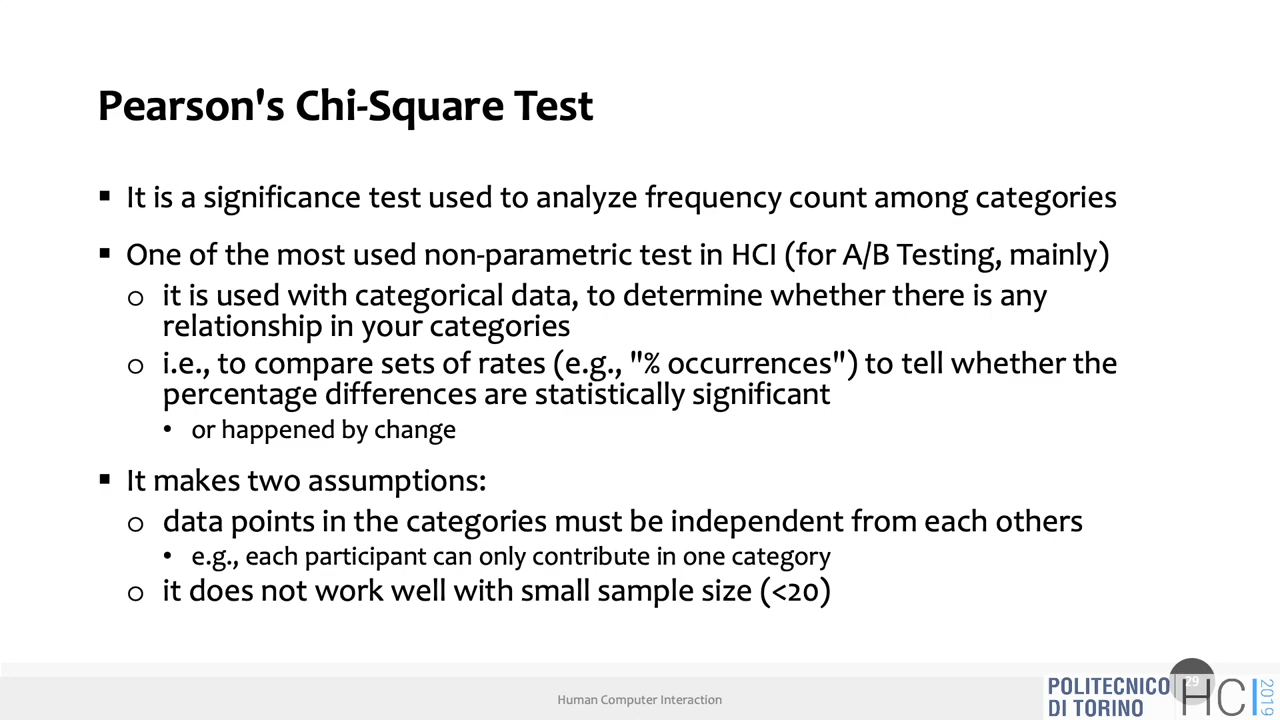 Pearson's Chi-Square Test
▪ It is a significance test used to analyze frequency count among categories
▪ One of the most used non-parametric test in HCI (for A/B Testing, mainly)
o it is used with categorical data, to determine whether there is any
relationship in your categories
o i.e., to compare sets of rates (e.g., "% occurrences") to tell whether the
percentage differences are statistically significant
• or happened by change
▪ It makes two assumptions:
o data points in the categories must be independent from each others
• e.g., each participant can only contribute in one category
o it does not work well with small sample size (<20)
Human Computer Interaction
POLITECNICO
DI TORINO
29
HCI
2019